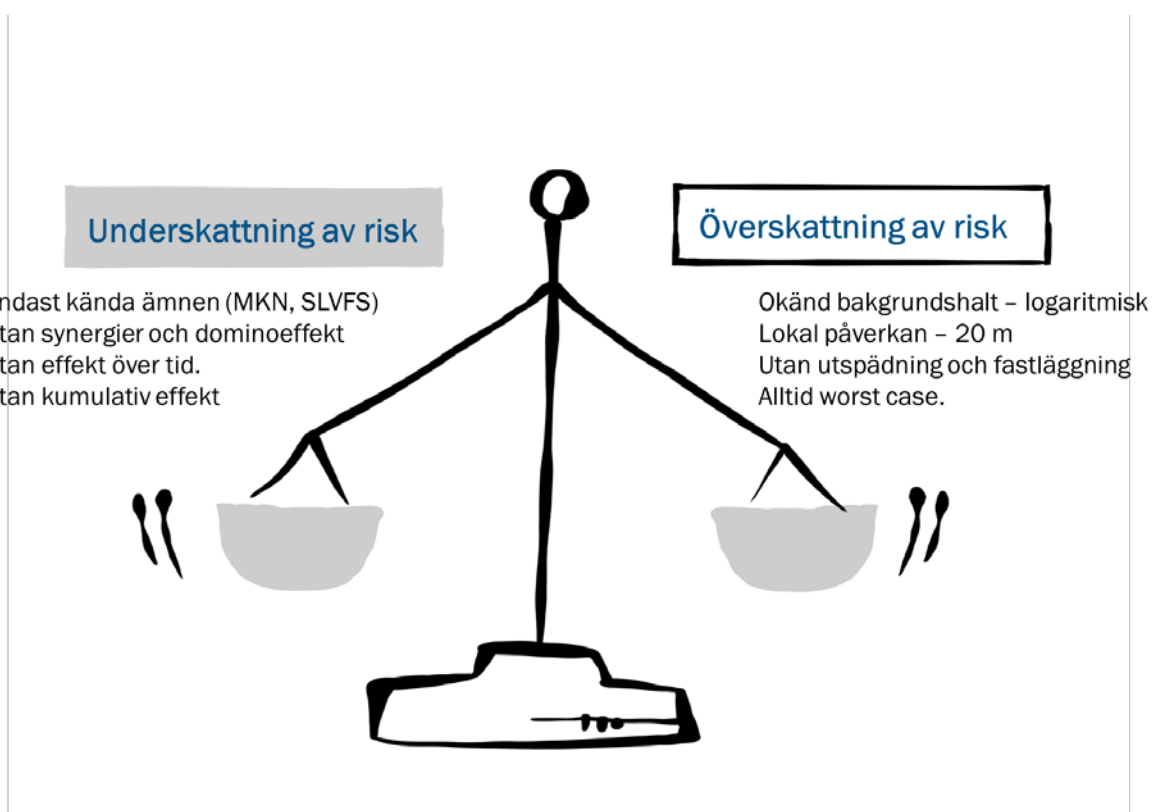 Underskattning av risk
ndast kända ämnen (MKN, SLVFS)
tan synergier och dominoeffekt
tan effekt över tid.
tan kumulativ effekt
Överskattning av risk
Okänd bakgrundshalt – logaritmisk
Lokal påverkan – 20 m
Utan utspädning och fastläggning
Alltid worst case.